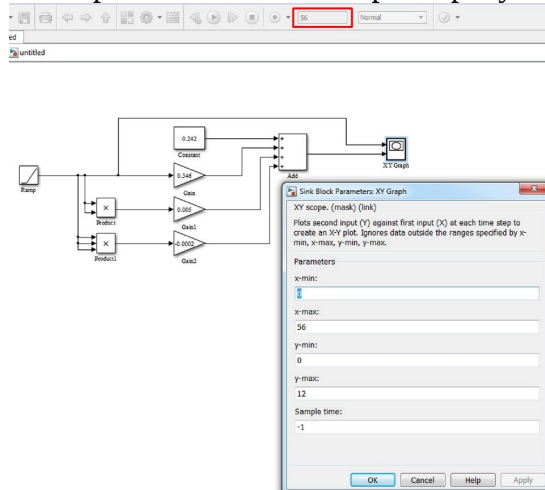 56
Normal
ed
untitled
0.242
Constant
0.346
Gain
0.005
Gain1
-0.0002
Gain2
Ramp
×
Product
×
Product1
+
+
+
+
Add
XY Graph
Sink Block Parameters: XY Graph
XY scope. (mask) (link)
Plots second input (Y) against first input (X) at each time step to
create an X-Y plot. Ignores data outside the ranges specified by x-
min, x-max, y-min, y-max.
Parameters
x-min:
0
x-max:
56
y-min:
0
y-max:
12
Sample time:
-1
OK
Cancel
Help
Apply